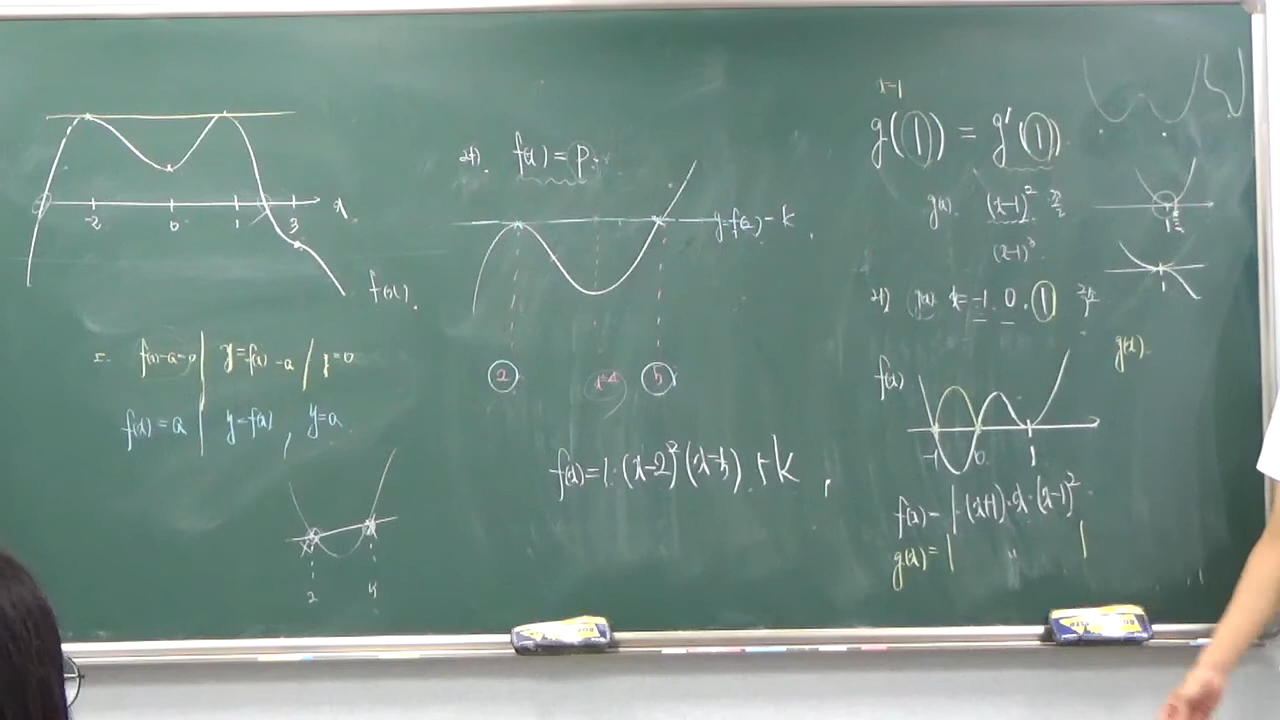 -2 0 1 3 x
f(x).
f(x)-a=0 | y=f(x)-a / y=0
f(x)=a | y=f(x) , y=a
2
f(x)=p
y=f(x)-k
2 x=4 5
f(x)=1·(x-2)²(x-5)+k
g(1) = g'(1)
g(x) (x-1)²
(x-1)³
1
1
x=-1. 0. 1
g(x).
f(x)
-1 0 1
f(x)=1·(x+1)·x·(x-1)²
g(x)=| " |